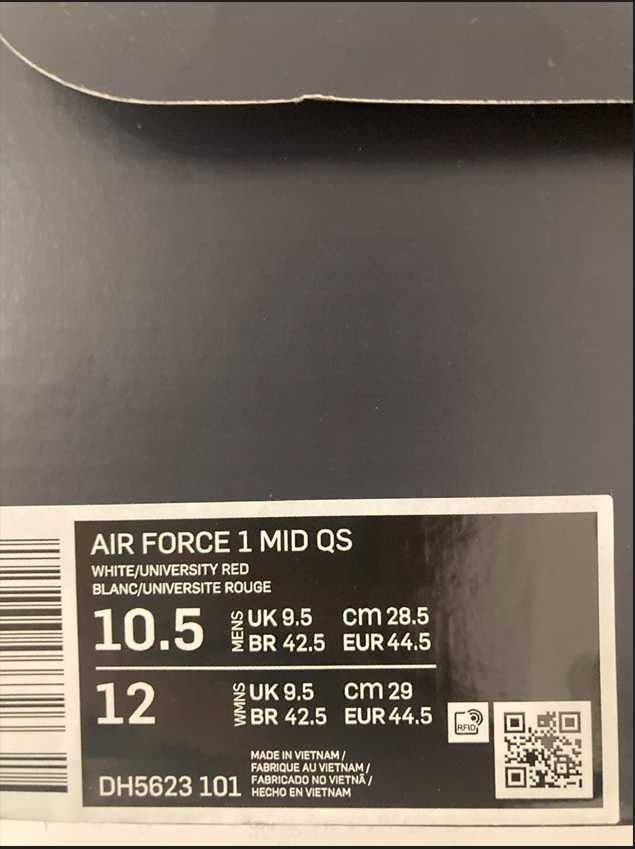 AIR FORCE 1 MID QS
WHITE/UNIVERSITY RED
BLANC/UNIVERSITE ROUGE
10.5 MENS UK 9.5 CM 28.5
BR 42.5 EUR 44.5
12 WMNS UK 9.5 CM 29
BR 42.5 EUR 44.5
RFID
MADE IN VIETNAM /
FABRIQUE AU VIETNAM /
FABRICADO NO VIETNÃ /
HECHO EN VIETNAM
DH5623 101